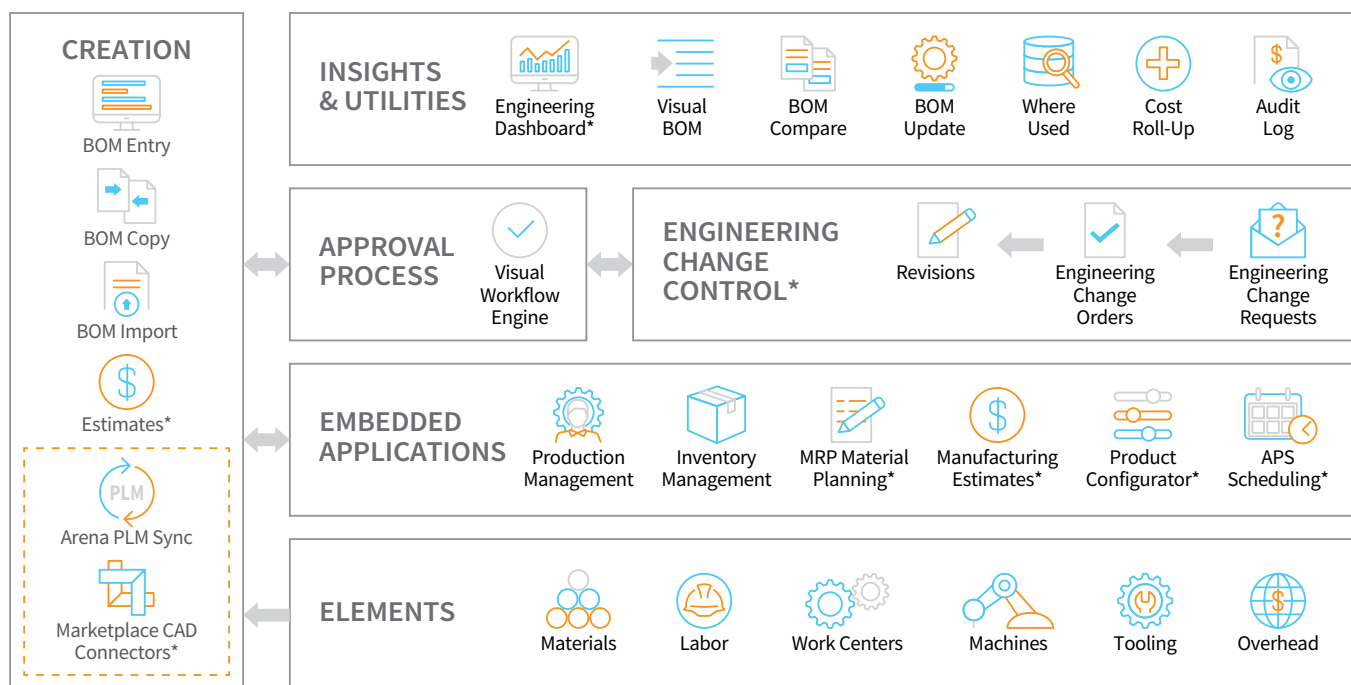 CREATION
BOM Entry
BOM Copy
BOM Import
$
Estimates*
PLM
Arena PLM Sync
Marketplace CAD
Connectors*
INSIGHTS
& UTILITIES
Engineering
Dashboard*
Visual
BOM
BOM
Compare
BOM
Update
Where
Used
Cost
Roll-Up
$
Audit
Log
APPROVAL
PROCESS
Visual
Workflow
Engine
ENGINEERING
CHANGE
CONTROL*
Revisions
Engineering
Change
Orders
?
Engineering
Change
Requests
EMBEDDED
APPLICATIONS
Production
Management
Inventory
Management
MRP Material
Planning*
$
Manufacturing
Estimates*
Product
Configurator*
APS
Scheduling*
ELEMENTS
Materials
Labor
Work Centers
Machines
Tooling
$
Overhead